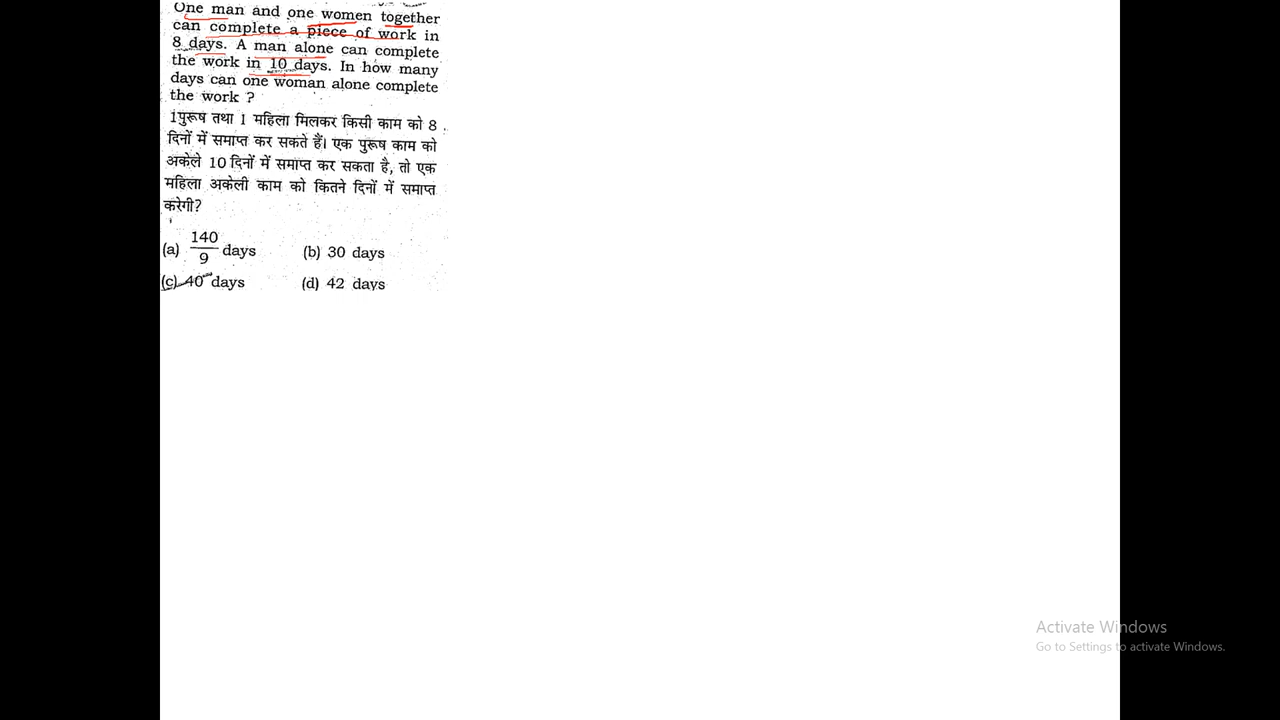 One man and one women together
can complete a piece of work in
8 days. A man alone can complete
the work in 10 days. In how many
days can one woman alone complete
the work ?
1पुरूष तथा 1 महिला मिलकर किसी काम को 8
दिनों में समाप्त कर सकते हैं। एक पुरूष काम को
अकेले 10 दिनों में समाप्त कर सकता है, तो एक
महिला अकेली काम को कितने दिनों में समाप्त
करेगी?
(a) 140/9 days (b) 30 days
(c) 40 days (d) 42 days
Activate Windows
Go to Settings to activate Windows.